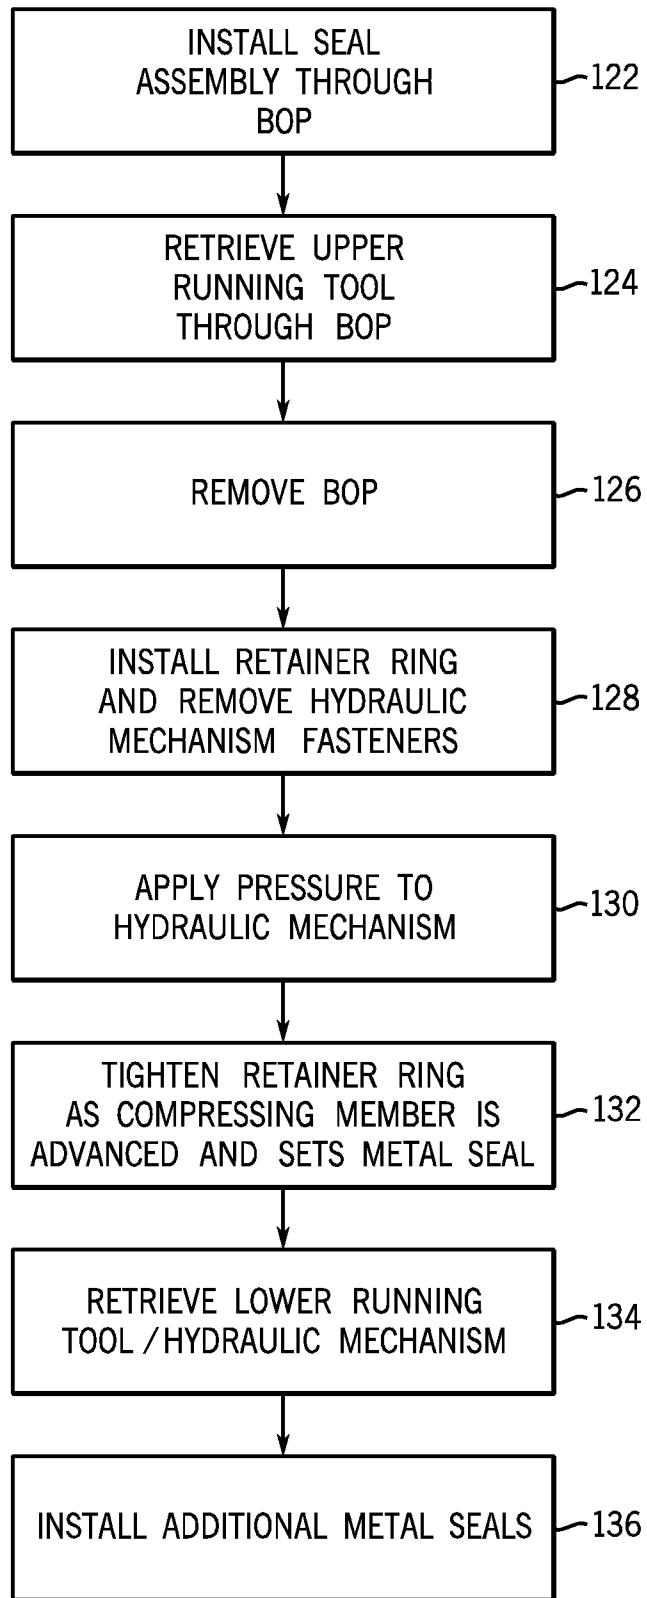 INSTALL SEAL
ASSEMBLY THROUGH
BOP
122
RETRIEVE UPPER
RUNNING TOOL
THROUGH BOP
124
REMOVE BOP
126
INSTALL RETAINER RING
AND REMOVE HYDRAULIC
MECHANISM FASTENERS
128
APPLY PRESSURE TO
HYDRAULIC MECHANISM
130
TIGHTEN RETAINER RING
AS COMPRESSING MEMBER IS
ADVANCED AND SETS METAL SEAL
132
RETRIEVE LOWER RUNNING
TOOL / HYDRAULIC MECHANISM
134
INSTALL ADDITIONAL METAL SEALS
136